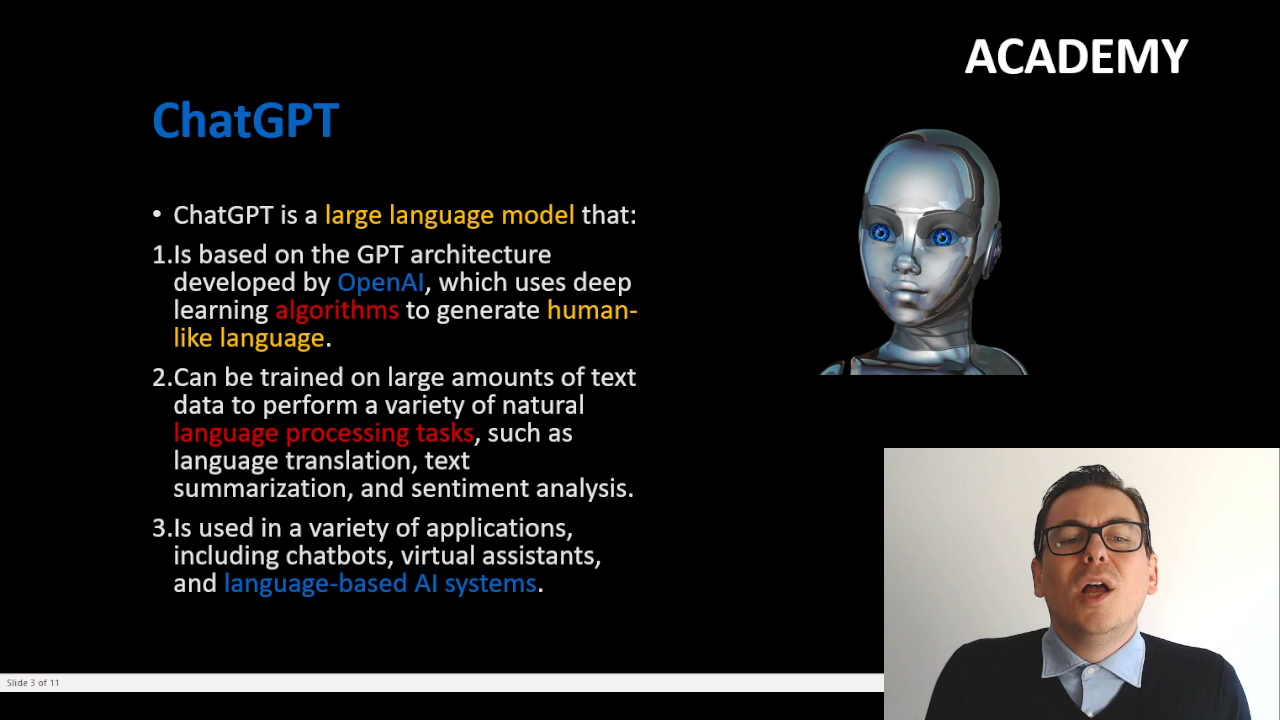 ACADEMY
ChatGPT
• ChatGPT is a large language model that:
1.Is based on the GPT architecture
developed by OpenAI, which uses deep
learning algorithms to generate human-
like language.
2.Can be trained on large amounts of text
data to perform a variety of natural
language processing tasks, such as
language translation, text
summarization, and sentiment analysis.
3.Is used in a variety of applications,
including chatbots, virtual assistants,
and language-based AI systems.
Slide 3 of 11